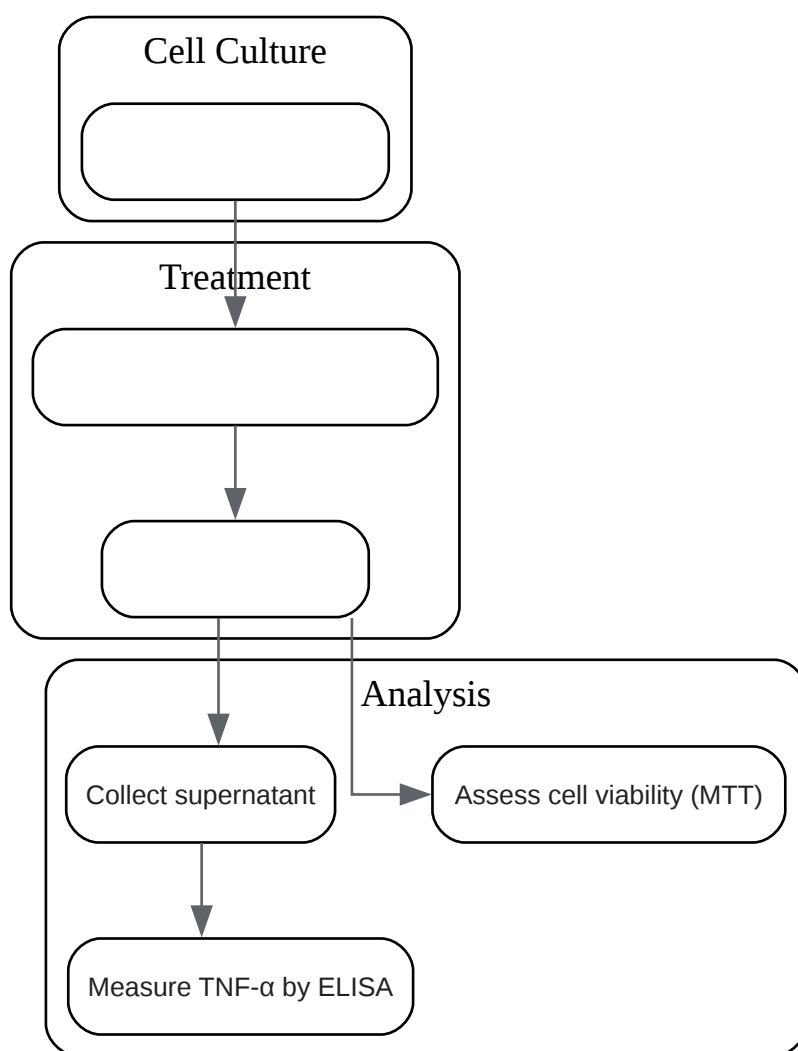 Cell Culture
Treatment
Analysis
Collect supernatant
Assess cell viability (MTT)
Measure TNF-α by ELISA